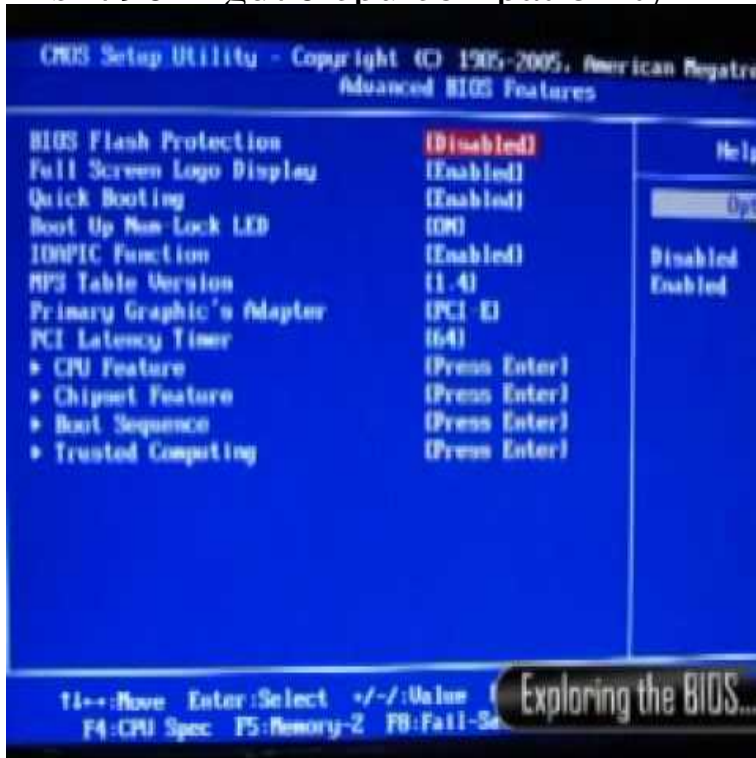 CMOS Setup Utility - Copyright (C) 1985-2005, American Megatre
Advanced BIOS Features
BIOS Flash Protection [Disabled] Help
Full Screen Logo Display [Enabled]
Quick Booting [Enabled] Opt
Boot Up Num-Lock LED [ON]
IOAPIC Function [Enabled] Disabled
MPS Table Version [1.4] Enabled
Primary Graphic's Adapter [PCI-E]
PCI Latency Timer [64]
▸ CPU Feature [Press Enter]
▸ Chipset Feature [Press Enter]
▸ Boot Sequence [Press Enter]
▸ Trusted Computing [Press Enter]
↑↓←→:Move Enter:Select +/-/:Value
F4:CPU Spec F5:Memory-Z F8:Fail-Sa
Exploring the BIOS...